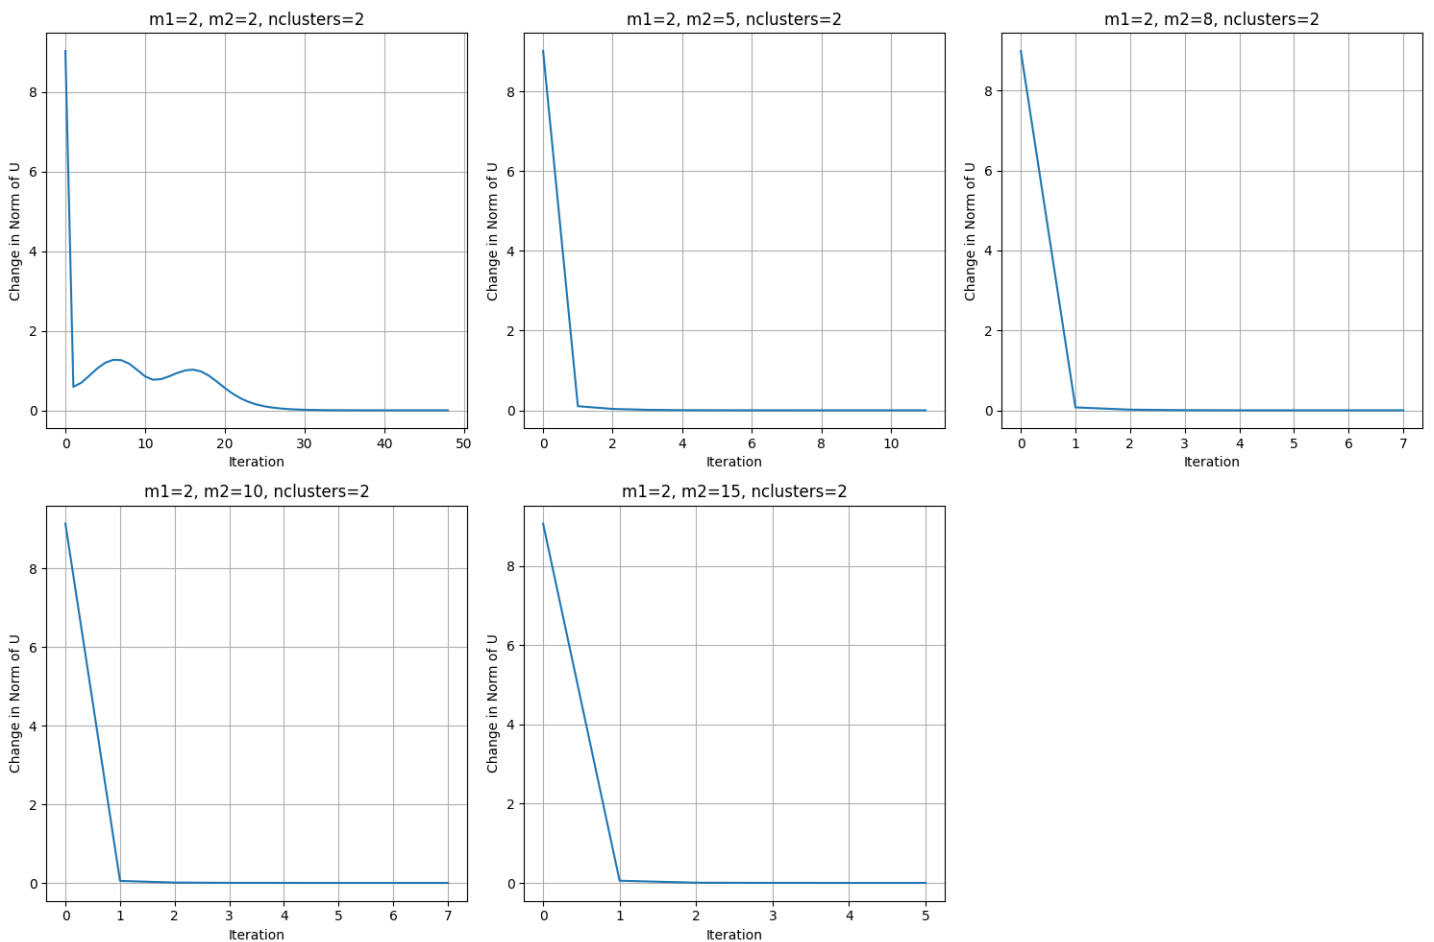 m1=2, m2=2, nclusters=2
Change in Norm of U
8
6
4
2
0
0 10 20 30 40 50
Iteration
m1=2, m2=5, nclusters=2
Change in Norm of U
8
6
4
2
0
0 2 4 6 8 10
Iteration
m1=2, m2=8, nclusters=2
Change in Norm of U
8
6
4
2
0
0 1 2 3 4 5 6 7
Iteration
m1=2, m2=10, nclusters=2
Change in Norm of U
8
6
4
2
0
0 1 2 3 4 5 6 7
Iteration
m1=2, m2=15, nclusters=2
Change in Norm of U
8
6
4
2
0
0 1 2 3 4 5
Iteration